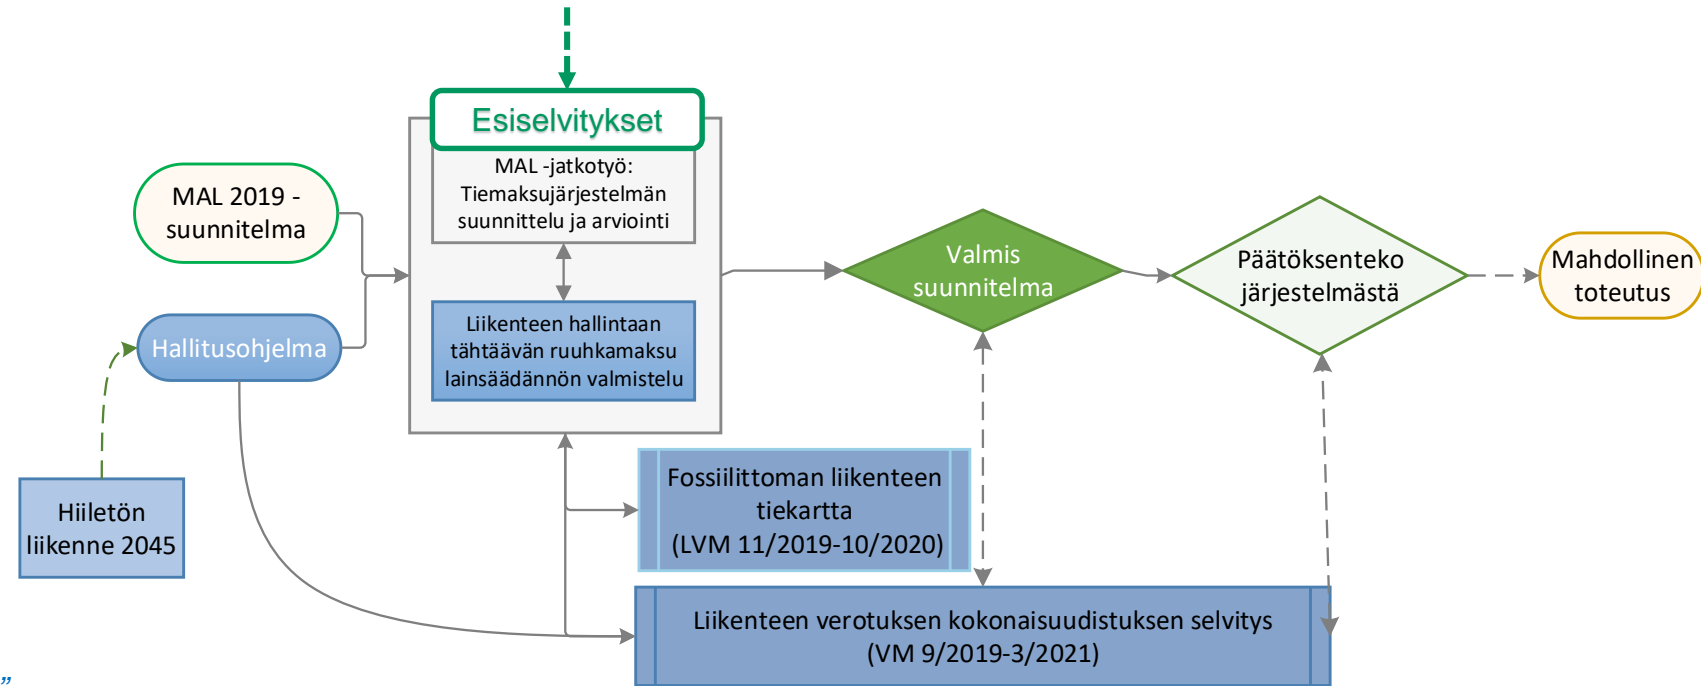 Esiselvitykset
MAL -jatkotyö:
Tiemaksujärjestelmän
suunnittelu ja arviointi
MAL 2019 -
suunnitelma
Hallitusohjelma
Liikenteen hallintaan
tähtäävän ruuhkamaksu
lainsäädännön valmistelu
Valmis
suunnitelma
Päätöksenteko
järjestelmästä
Mahdollinen
toteutus
Hiiletön
liikenne 2045
Fossiilittoman liikenteen
tiekartta
(LVM 11/2019-10/2020)
Liikenteen verotuksen kokonaisuudistuksen selvitys
(VM 9/2019-3/2021)
”